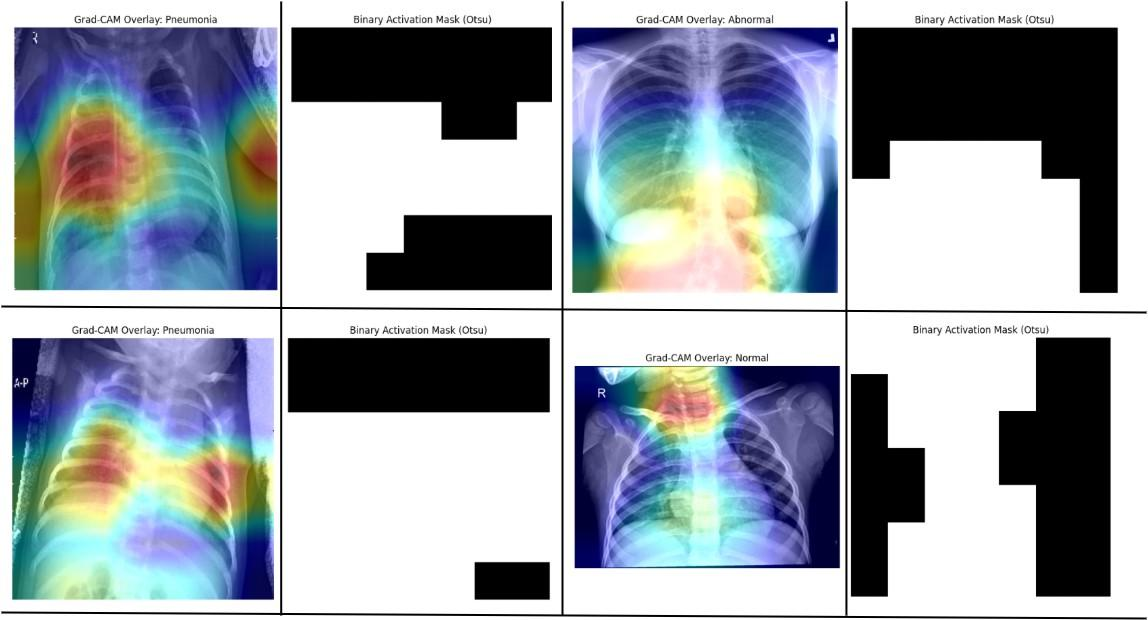 Grad-CAM Overlay: Pneumonia
Binary Activation Mask (Otsu)
Grad-CAM Overlay: Abnormal
Binary Activation Mask (Otsu)
R
Grad-CAM Overlay: Pneumonia
Binary Activation Mask (Otsu)
Grad-CAM Overlay: Normal
Binary Activation Mask (Otsu)
A-P
R